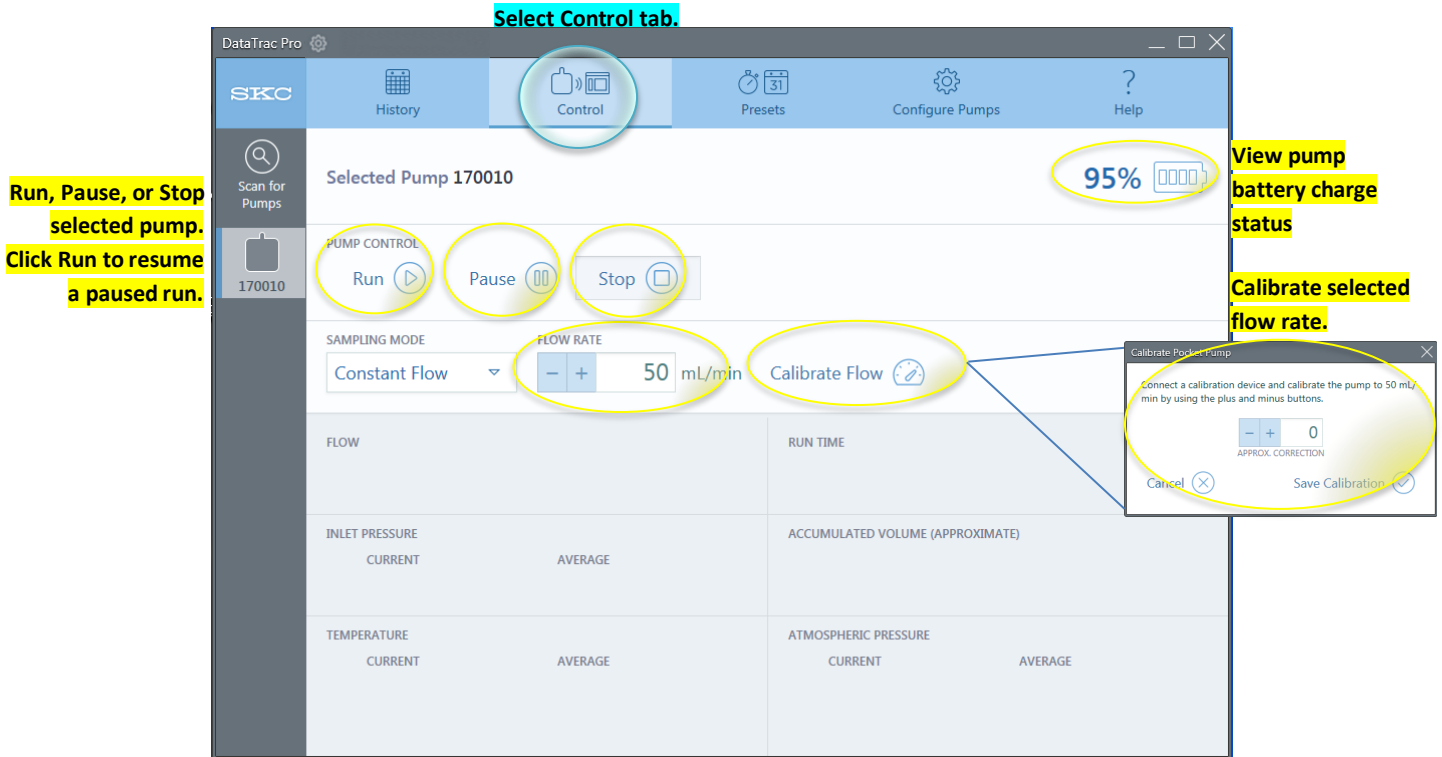 Select Control tab.
DataTrac Pro
SKC
History
Control
31
Presets
Configure Pumps
?
Help
Scan for
Pumps
170010
Run, Pause, or Stop
selected pump.
Click Run to resume
a paused run.
Selected Pump 170010
95%
View pump
battery charge
status
PUMP CONTROL
Run
Pause
Stop
Calibrate selected
flow rate.
SAMPLING MODE
Constant Flow
FLOW RATE
- + 50 mL/min
Calibrate Flow
Calibrate Pocket Pump
Connect a calibration device and calibrate the pump to 50 mL/
min by using the plus and minus buttons.
- + 0
APPROX. CORRECTION
Cancel
Save Calibration
FLOW
RUN TIME
INLET PRESSURE
CURRENT
AVERAGE
ACCUMULATED VOLUME (APPROXIMATE)
TEMPERATURE
CURRENT
AVERAGE
ATMOSPHERIC PRESSURE
CURRENT
AVERAGE